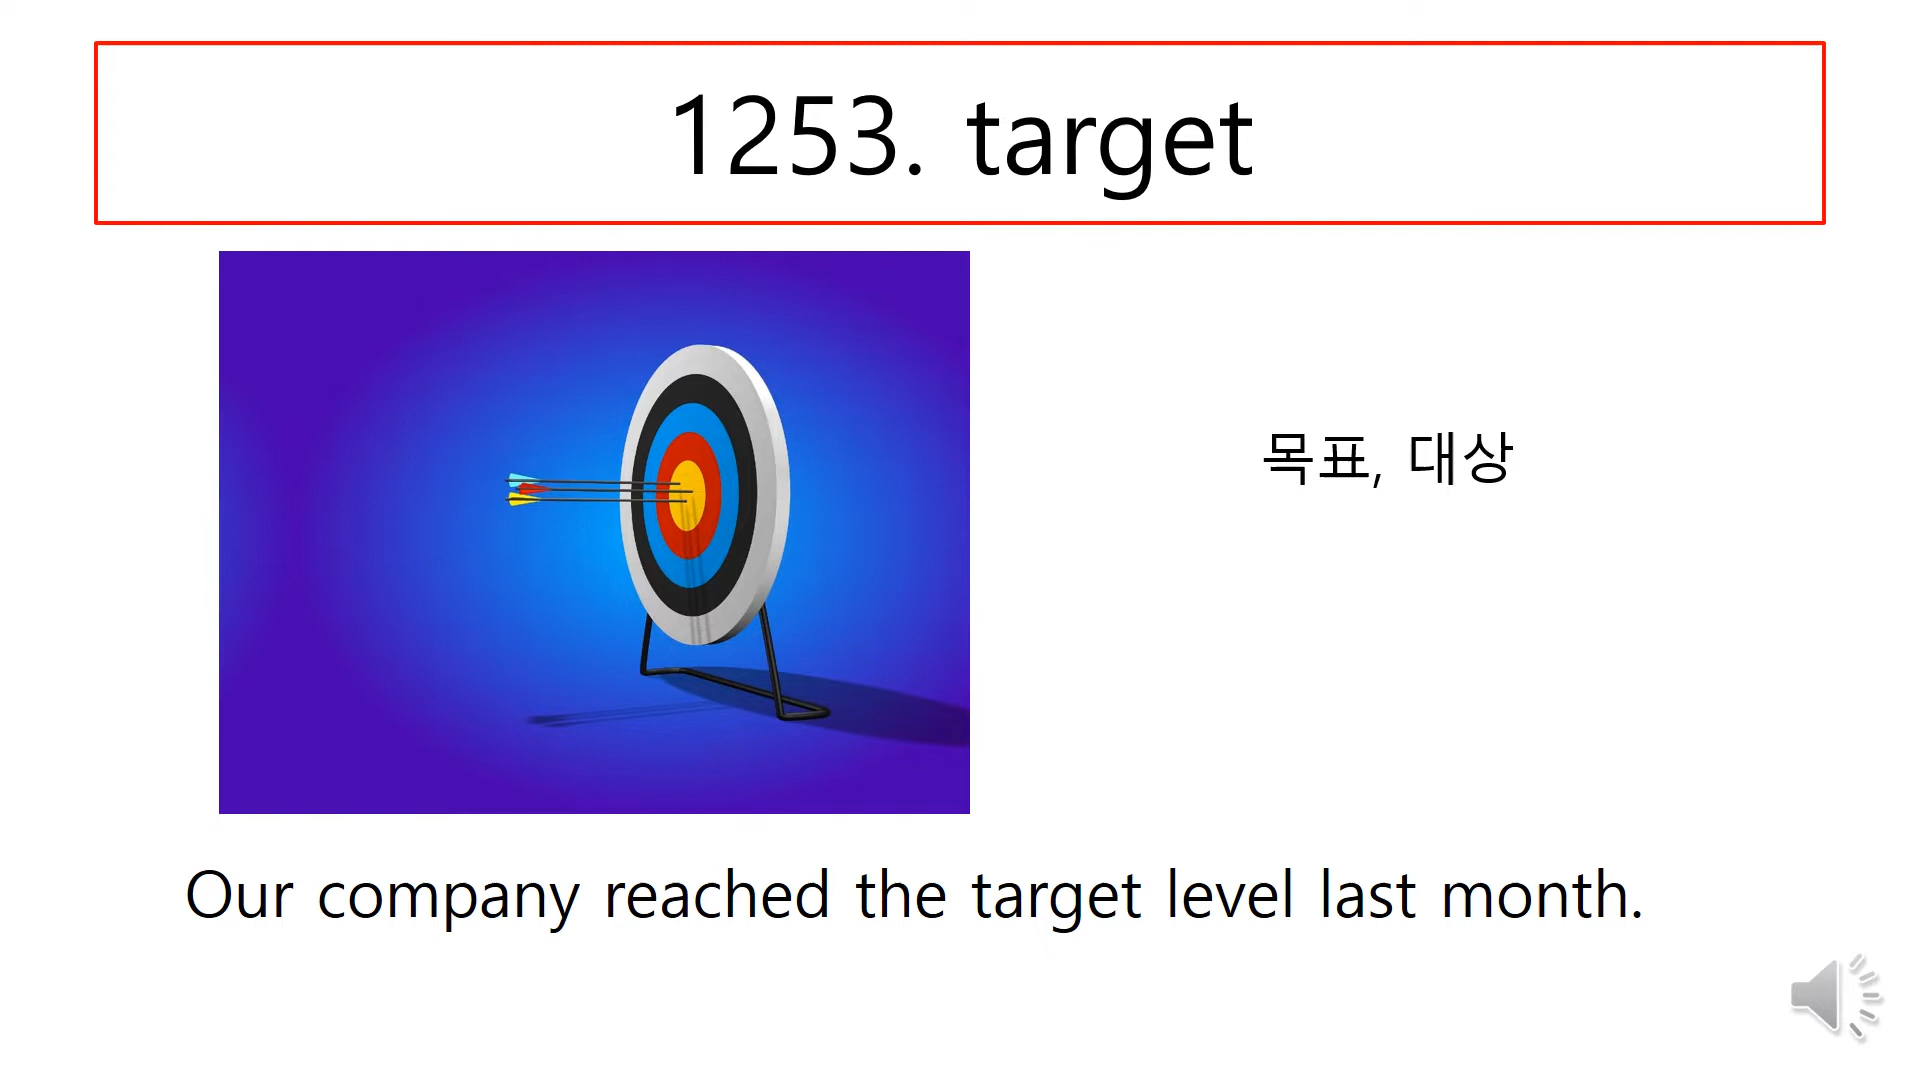 1253. target
목표, 대상
Our company reached the target level last month.